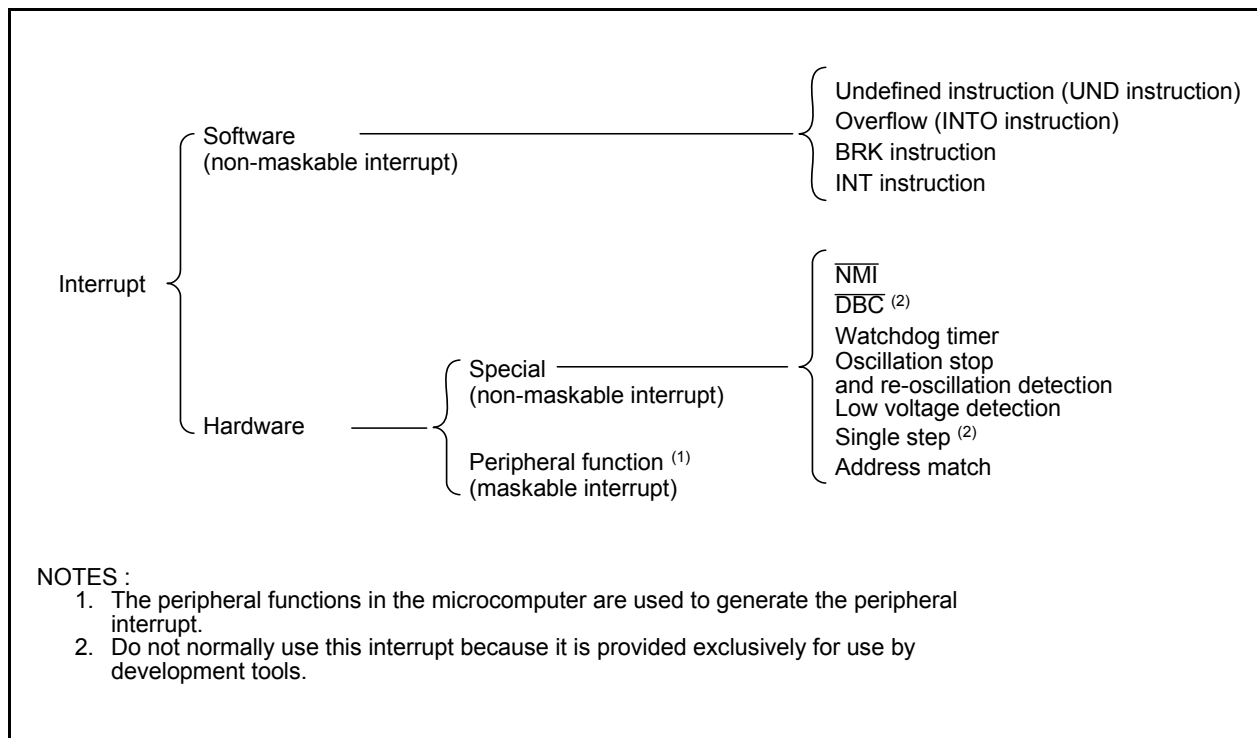 Interrupt
Software
(non-maskable interrupt)
Undefined instruction (UND instruction)
Overflow (INTO instruction)
BRK instruction
INT instruction
Hardware
Special
(non-maskable interrupt)
NMI
DBC (2)
Watchdog timer
Oscillation stop
and re-oscillation detection
Low voltage detection
Single step (2)
Address match
Peripheral function (1)
(maskable interrupt)
NOTES :
1. The peripheral functions in the microcomputer are used to generate the peripheral
interrupt.
2. Do not normally use this interrupt because it is provided exclusively for use by
development tools.